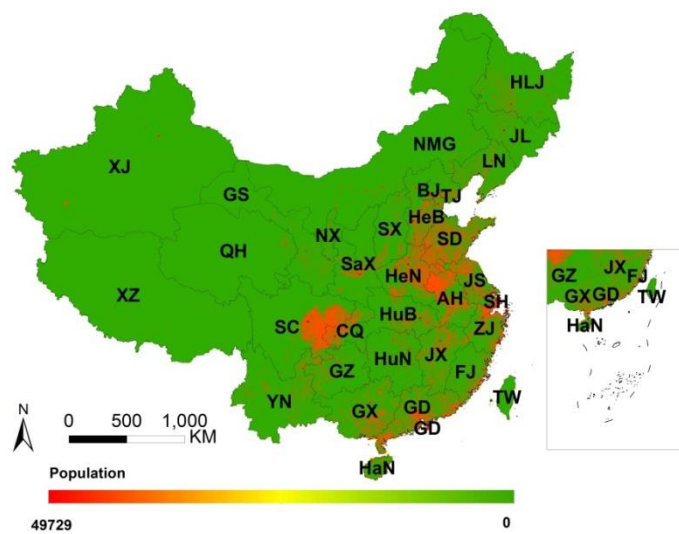 HLJ
JL
NMG
LN
XJ
GS
BJ TJ
HeB
NX SX SD
QH
SaX HeN JS
XZ
AH SH
SC CQ HuB ZJ
HuN JX
GZ FJ
YN GX GD TW
GD
HaN
N
0 500 1,000
KM
GZ JX FJ
GX GD TW
HaN
Population
49729 0